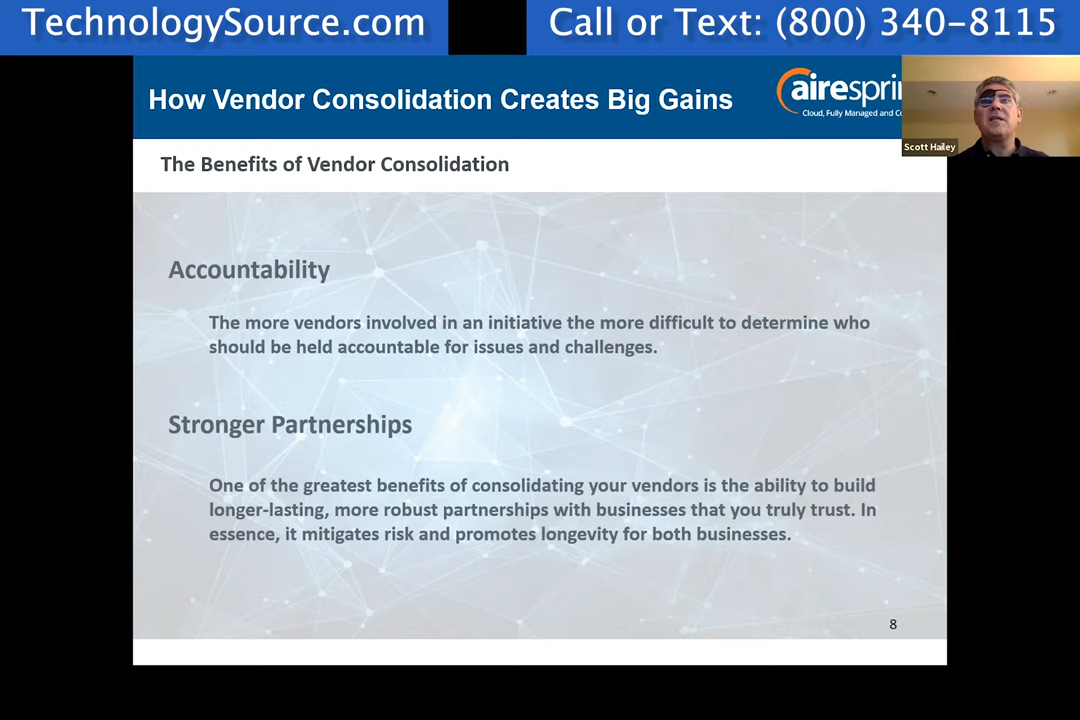 TechnologySource.com
Call or Text: (800) 340-8115
How Vendor Consolidation Creates Big Gains
Cloud, Fully Managed and
Scott Hailey
The Benefits of Vendor Consolidation
Accountability
The more vendors involved in an initiative the more difficult to determine who
should be held accountable for issues and challenges.
Stronger Partnerships
One of the greatest benefits of consolidating your vendors is the ability to build
longer-lasting, more robust partnerships with businesses that you truly trust. In
essence, it mitigates risk and promotes longevity for both businesses.
8